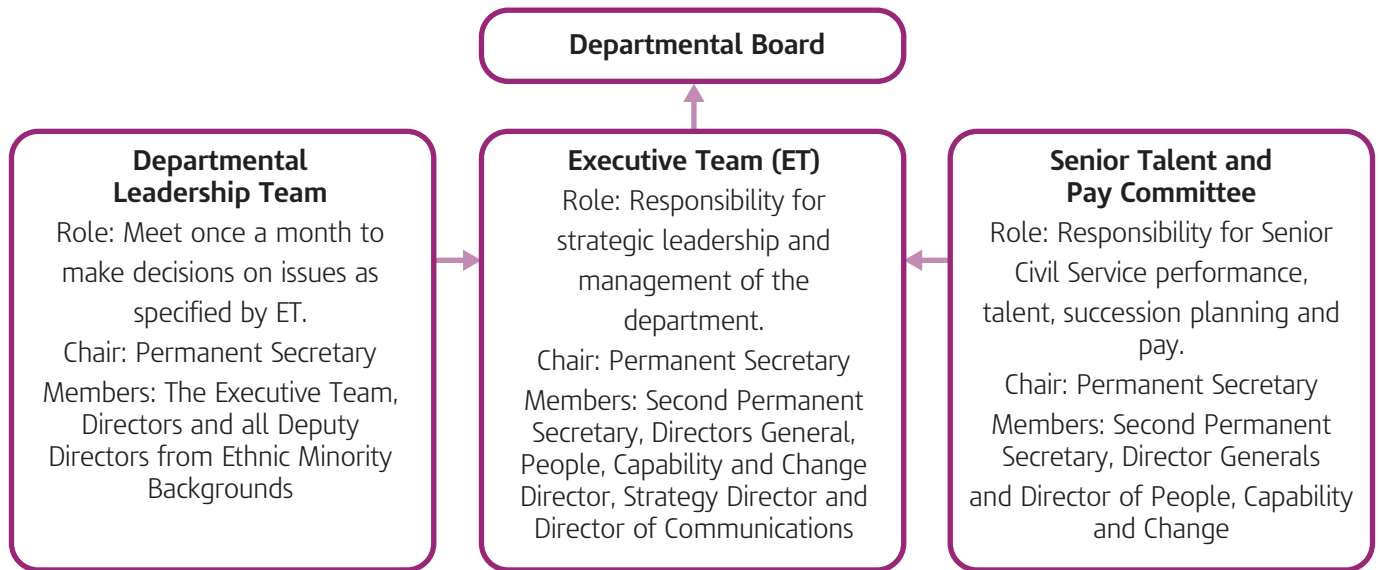 Departmental Board
Departmental
Leadership Team
Role: Meet once a month to
make decisions on issues as
specified by ET.
Chair: Permanent Secretary
Members: The Executive Team,
Directors and all Deputy
Directors from Ethnic Minority
Backgrounds
Executive Team (ET)
Role: Responsibility for
strategic leadership and
management of the
department.
Chair: Permanent Secretary
Members: Second Permanent
Secretary, Directors General,
People, Capability and Change
Director, Strategy Director and
Director of Communications
Senior Talent and
Pay Committee
Role: Responsibility for Senior
Civil Service performance,
talent, succession planning and
pay.
Chair: Permanent Secretary
Members: Second Permanent
Secretary, Director Generals
and Director of People, Capability
and Change